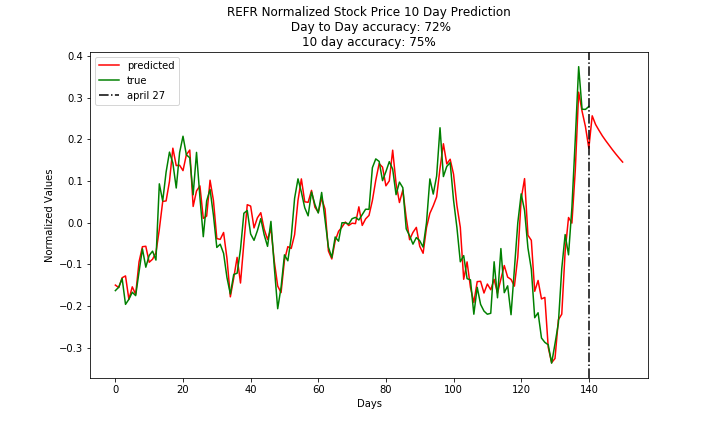 REFR Normalized Stock Price 10 Day Prediction
Day to Day accuracy: 72%
10 day accuracy: 75%
predicted
true
april 27
Normalized Values
0.4
0.3
0.2
0.1
0.0
−0.1
−0.2
−0.3
0 20 40 60 80 100 120 140
Days